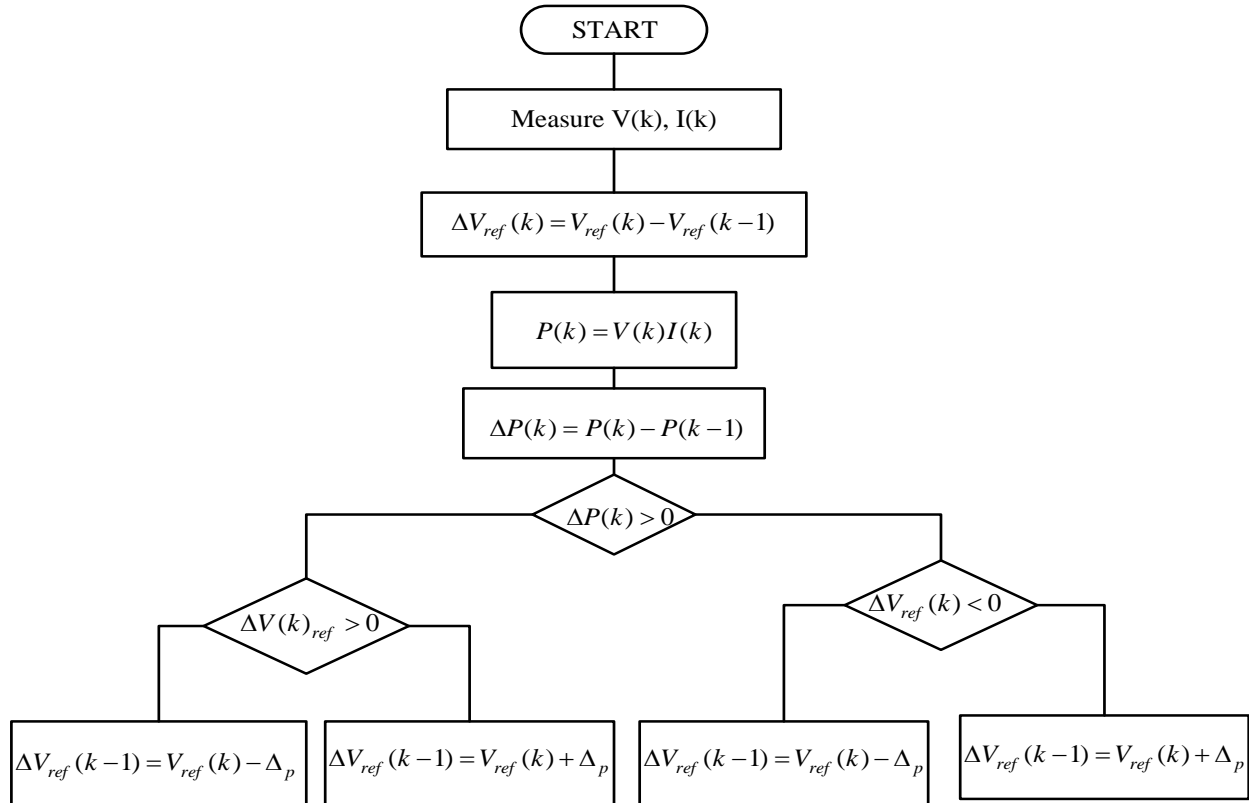 START
Measure V(k), I(k)
ΔV_ref(k) = V_ref(k) − V_ref(k−1)
P(k) = V(k)I(k)
ΔP(k) = P(k) − P(k−1)
ΔP(k) > 0
ΔV(k)_ref > 0
ΔV_ref(k) < 0
ΔV_ref(k−1) = V_ref(k) − Δ_p
ΔV_ref(k−1) = V_ref(k) + Δ_p
ΔV_ref(k−1) = V_ref(k) − Δ_p
ΔV_ref(k−1) = V_ref(k) + Δ_p